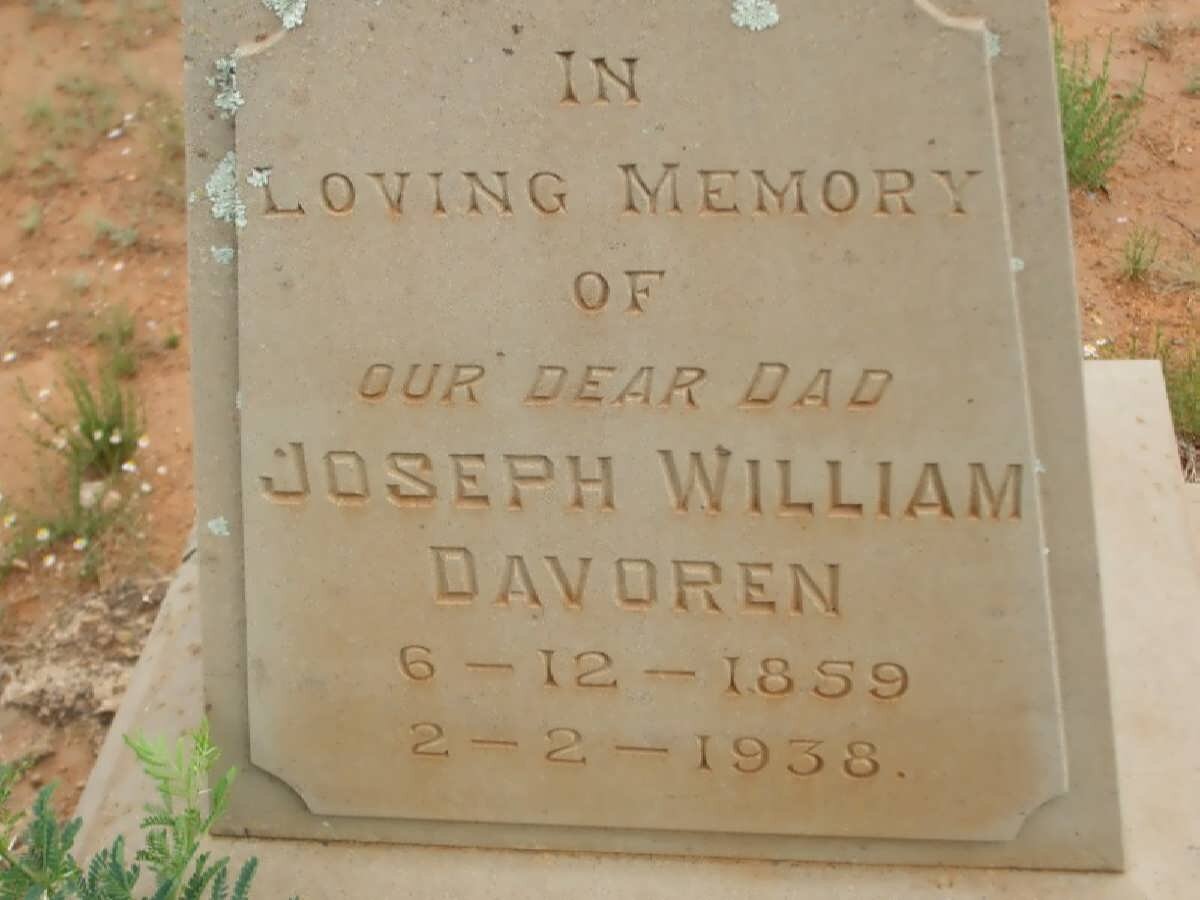 IN
LOVING MEMORY
OF
OUR DEAR DAD
JOSEPH WILLIAM
DAVOREN
6 — 12 — 1859
2 — 2 — 1938.